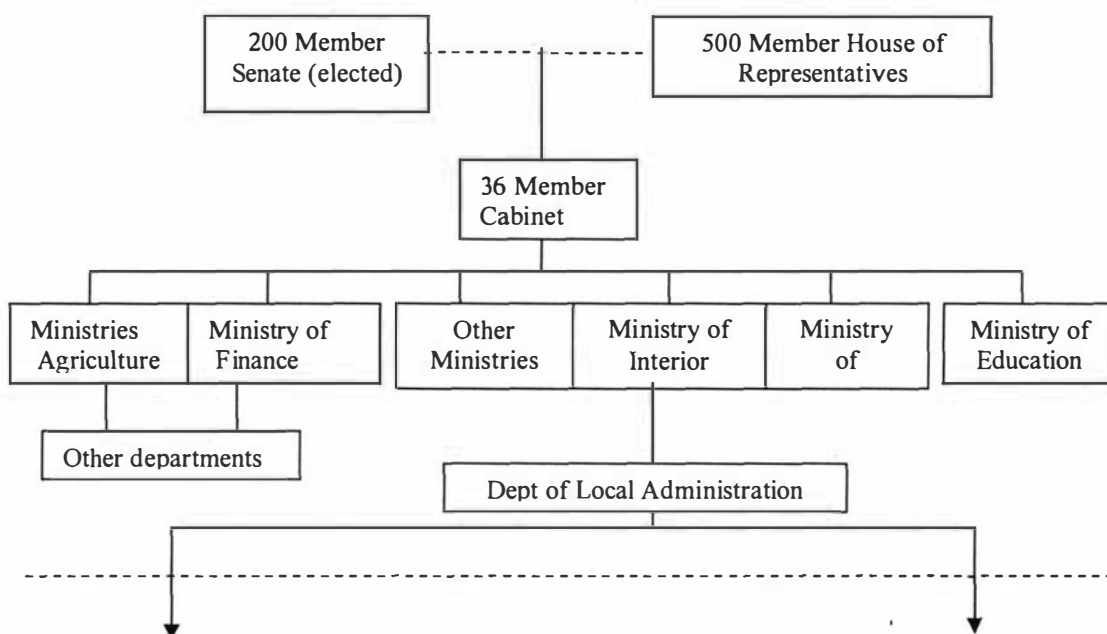 200 Member
Senate (elected)
500 Member House of
Representatives
36 Member
Cabinet
Ministries
Agriculture
Ministry of
Finance
Other
Ministries
Ministry of
Interior
Ministry
of
Ministry of
Education
Other departments
Dept of Local Administration